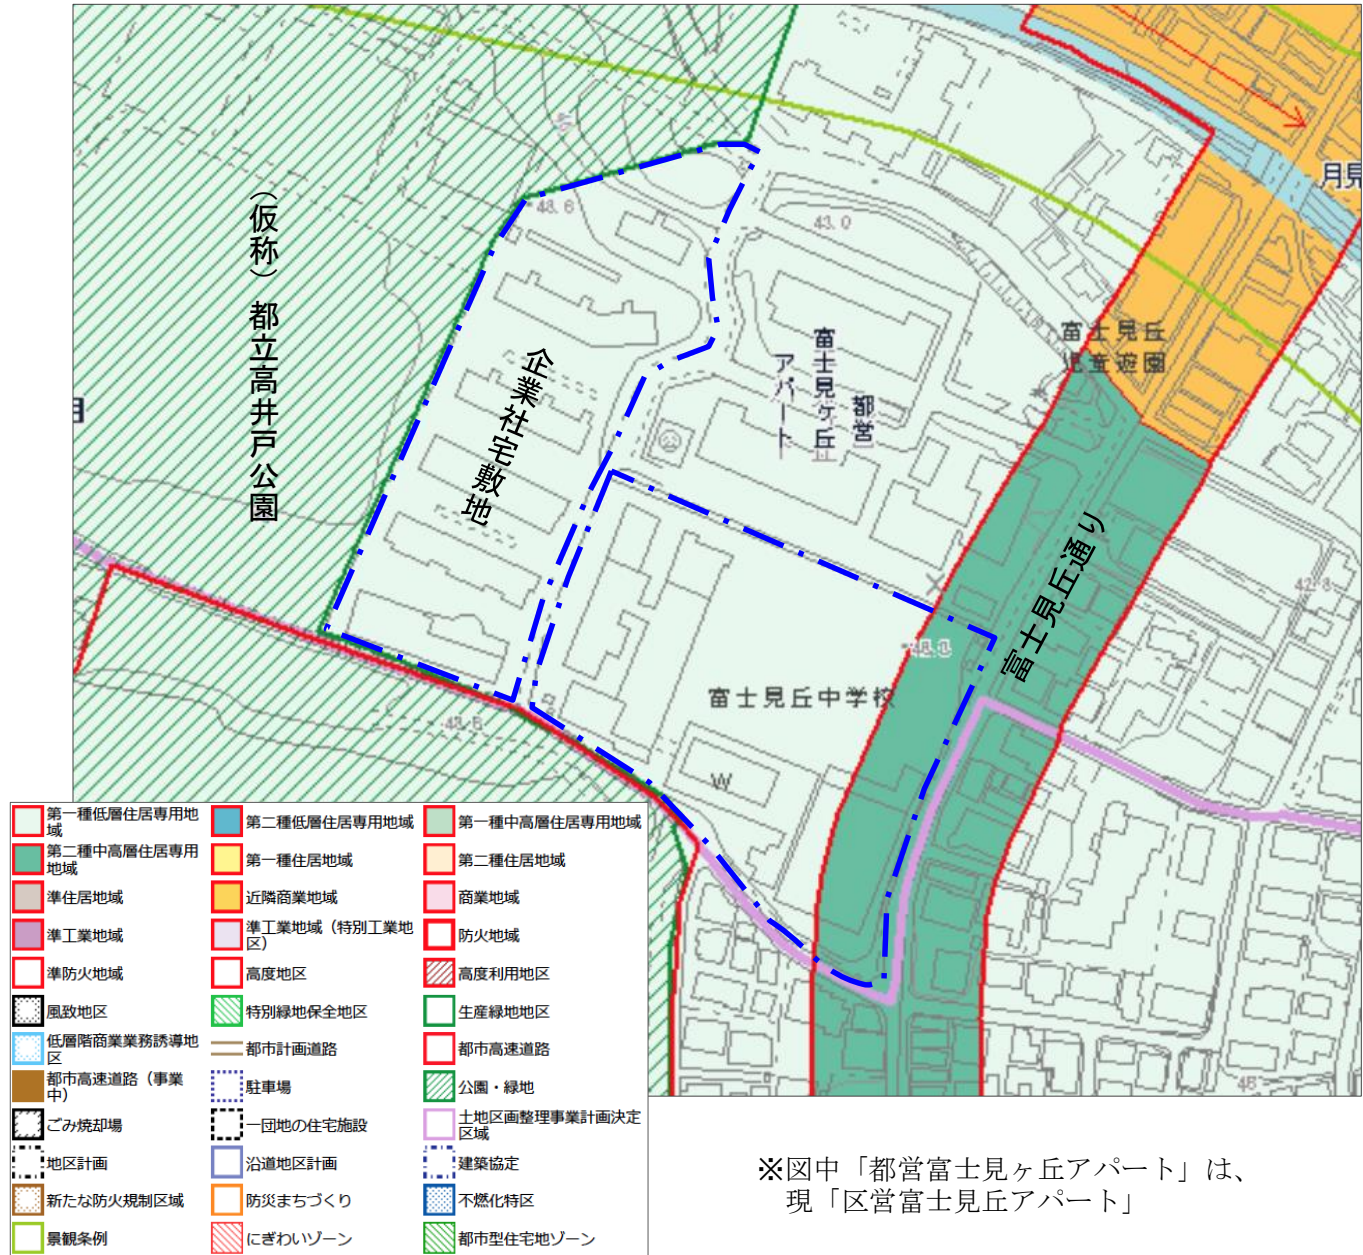 月見
43.6
43.0
(仮称)都立高井戸公園
企業社宅敷地
富士見ヶ丘
アパート
都営
富士見丘
児童遊園
富士見丘通り
42.8
富士見丘中学校
43.6
W
46
第一種低層住居専用地
域
第二種低層住居専用地域
第一種中高層住居専用地域
第二種中高層住居専用
地域
第一種住居地域
第二種住居地域
準住居地域
近隣商業地域
商業地域
準工業地域
準工業地域（特別工業地
区）
防火地域
準防火地域
高度地区
高度利用地区
風致地区
特別緑地保全地区
生産緑地地区
低層階商業業務誘導地
区
都市計画道路
都市高速道路
都市高速道路（事業
中）
駐車場
公園・緑地
ごみ焼却場
一団地の住宅施設
土地区画整理事業計画決定
区域
地区計画
沿道地区計画
建築協定
新たな防火規制区域
防災まちづくり
不燃化特区
景観条例
にぎわいゾーン
都市型住宅地ゾーン
※図中「都営富士見ヶ丘アパート」は、
現「区営富士見丘アパート」